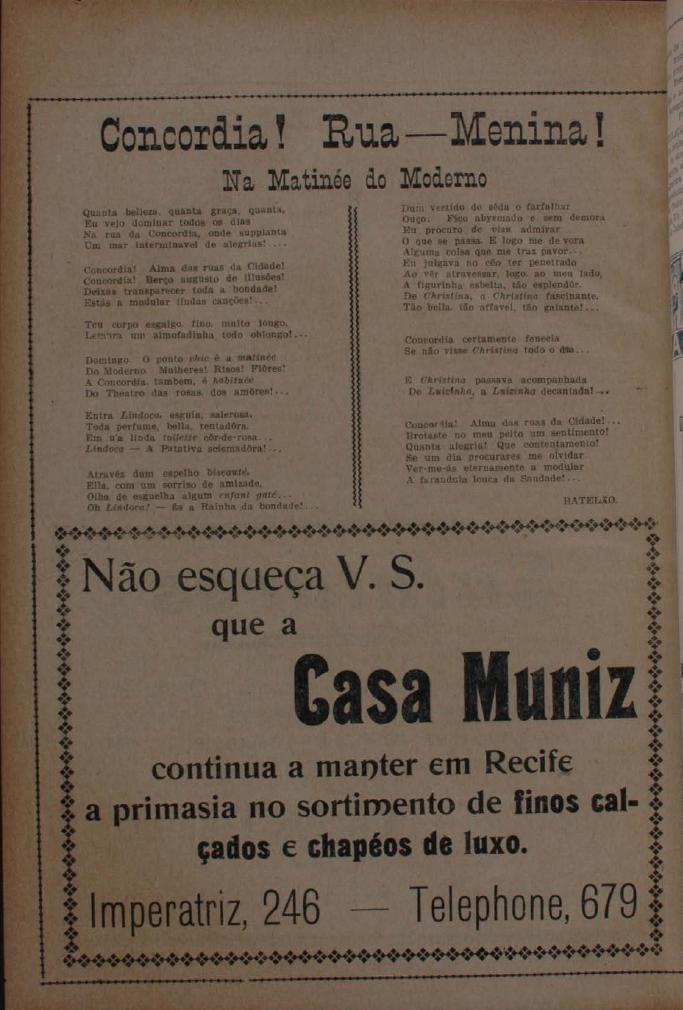 Concordia! Rua—Menina!
Na Matinée do Moderno
Quanta belleza, quanta graça, quanta,
Eu vejo dominar todos os dias
Na rua da Concordia, onde supplanta
Um mar interminavel de alegrias!....
Concordia! Alma das ruas da Cidade!
Concordia! Berço augusto de illusões!
Deixas transparecer toda a bondade!
Estás a modular lindas canções!...
Teu corpo esgalgo, fino, muito longo,
Lembra um almofadinha todo oblongo!...
Domingo. O ponto chic é a matinée
Do Moderno. Mulheres! Risos! Flôres!
A Concordia, tambem, é habituée
Do Theatro das rosas, dos amôres!...
Entra Lindoca, esguia, salerosa,
Toda perfume, bella, tentadôra.
Em u'a linda toilette côr-de-rosa...
Lindoca — A Patativa scismadôra!...
Atravéz dum espelho biseauté,
Ella, com um sorriso de amizade,
Olha de esguelha algum enfant gaté...
Oh Lindoca! — És a Rainha da bondade!...
Dum vestido de sêda o farfalhar
Ouço. Fico abysmado e sem demora
Eu procuro de visu admirar
O que se passa. E logo me devora
Alguma coisa que me traz pavor...
Eu julgava no céo ter penetrado
Ao vêr atravessar, logo, ao meu lado,
A figurinha esbelta, tão esplendôr,
De Christina, a Christina fascinante,
Tão bella, tão affavel, tão galante!...
Concordia certamente fenecia
Se não visse Christina todo o dia...
E Christina passava acompanhada
De Luizinha, a Luizinha decantada!...
Concordia! Alma das ruas da Cidade!...
Brotaste no meu peito um sentimento!
Quanta alegria! Que contentamento!
Se um dia procurares me olvidar
Ver-me-ás eternamente a modular
A farandula louca da Saudade!...
BATELÃO.
Não esqueça V. S.
que a
Casa Muniz
continua a manter em Recife
a primasia no sortimento de finos cal-
çados e chapéos de luxo.
Imperatriz, 246 — Telephone, 679